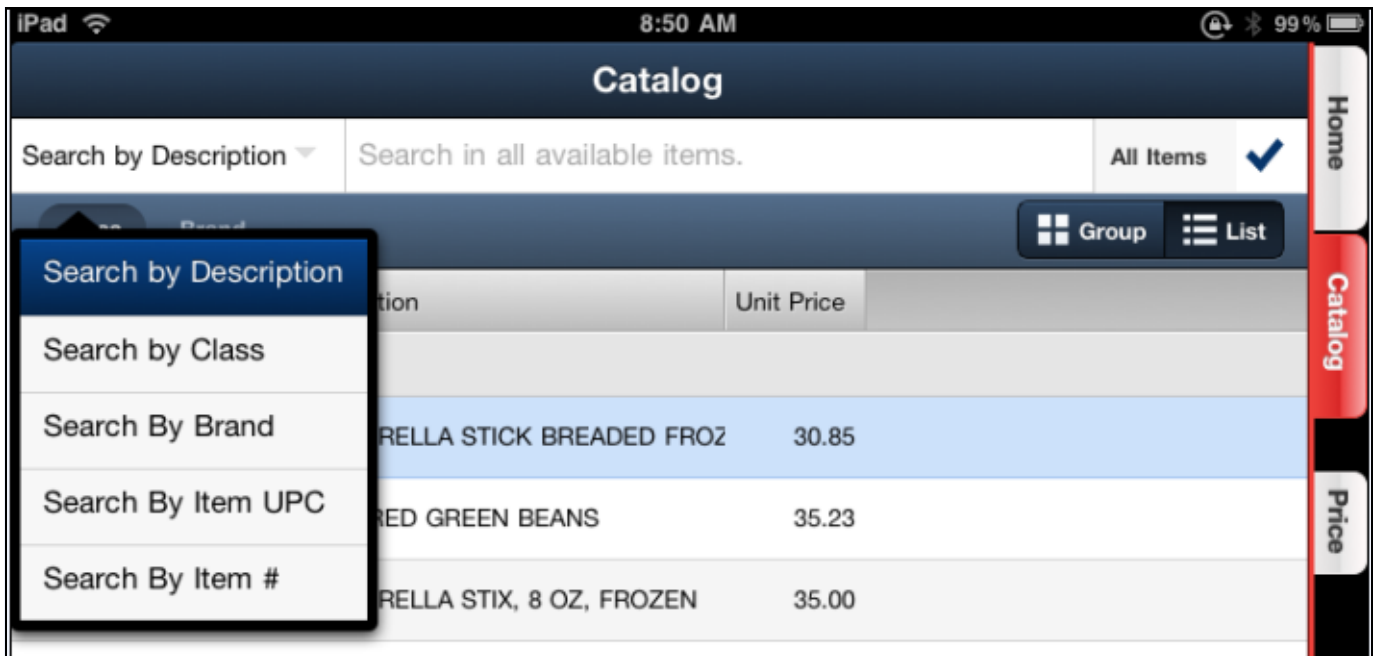 iPad 8:50 AM 99%
Catalog
Search by Description Search in all available items. All Items
Brand Group List
Search by Description
Search by Class
Search By Brand
Search By Item UPC
Search By Item #
tion Unit Price
RELLA STICK BREADED FROZ 30.85
RED GREEN BEANS 35.23
RELLA STIX, 8 OZ, FROZEN 35.00
Home
Catalog
Price